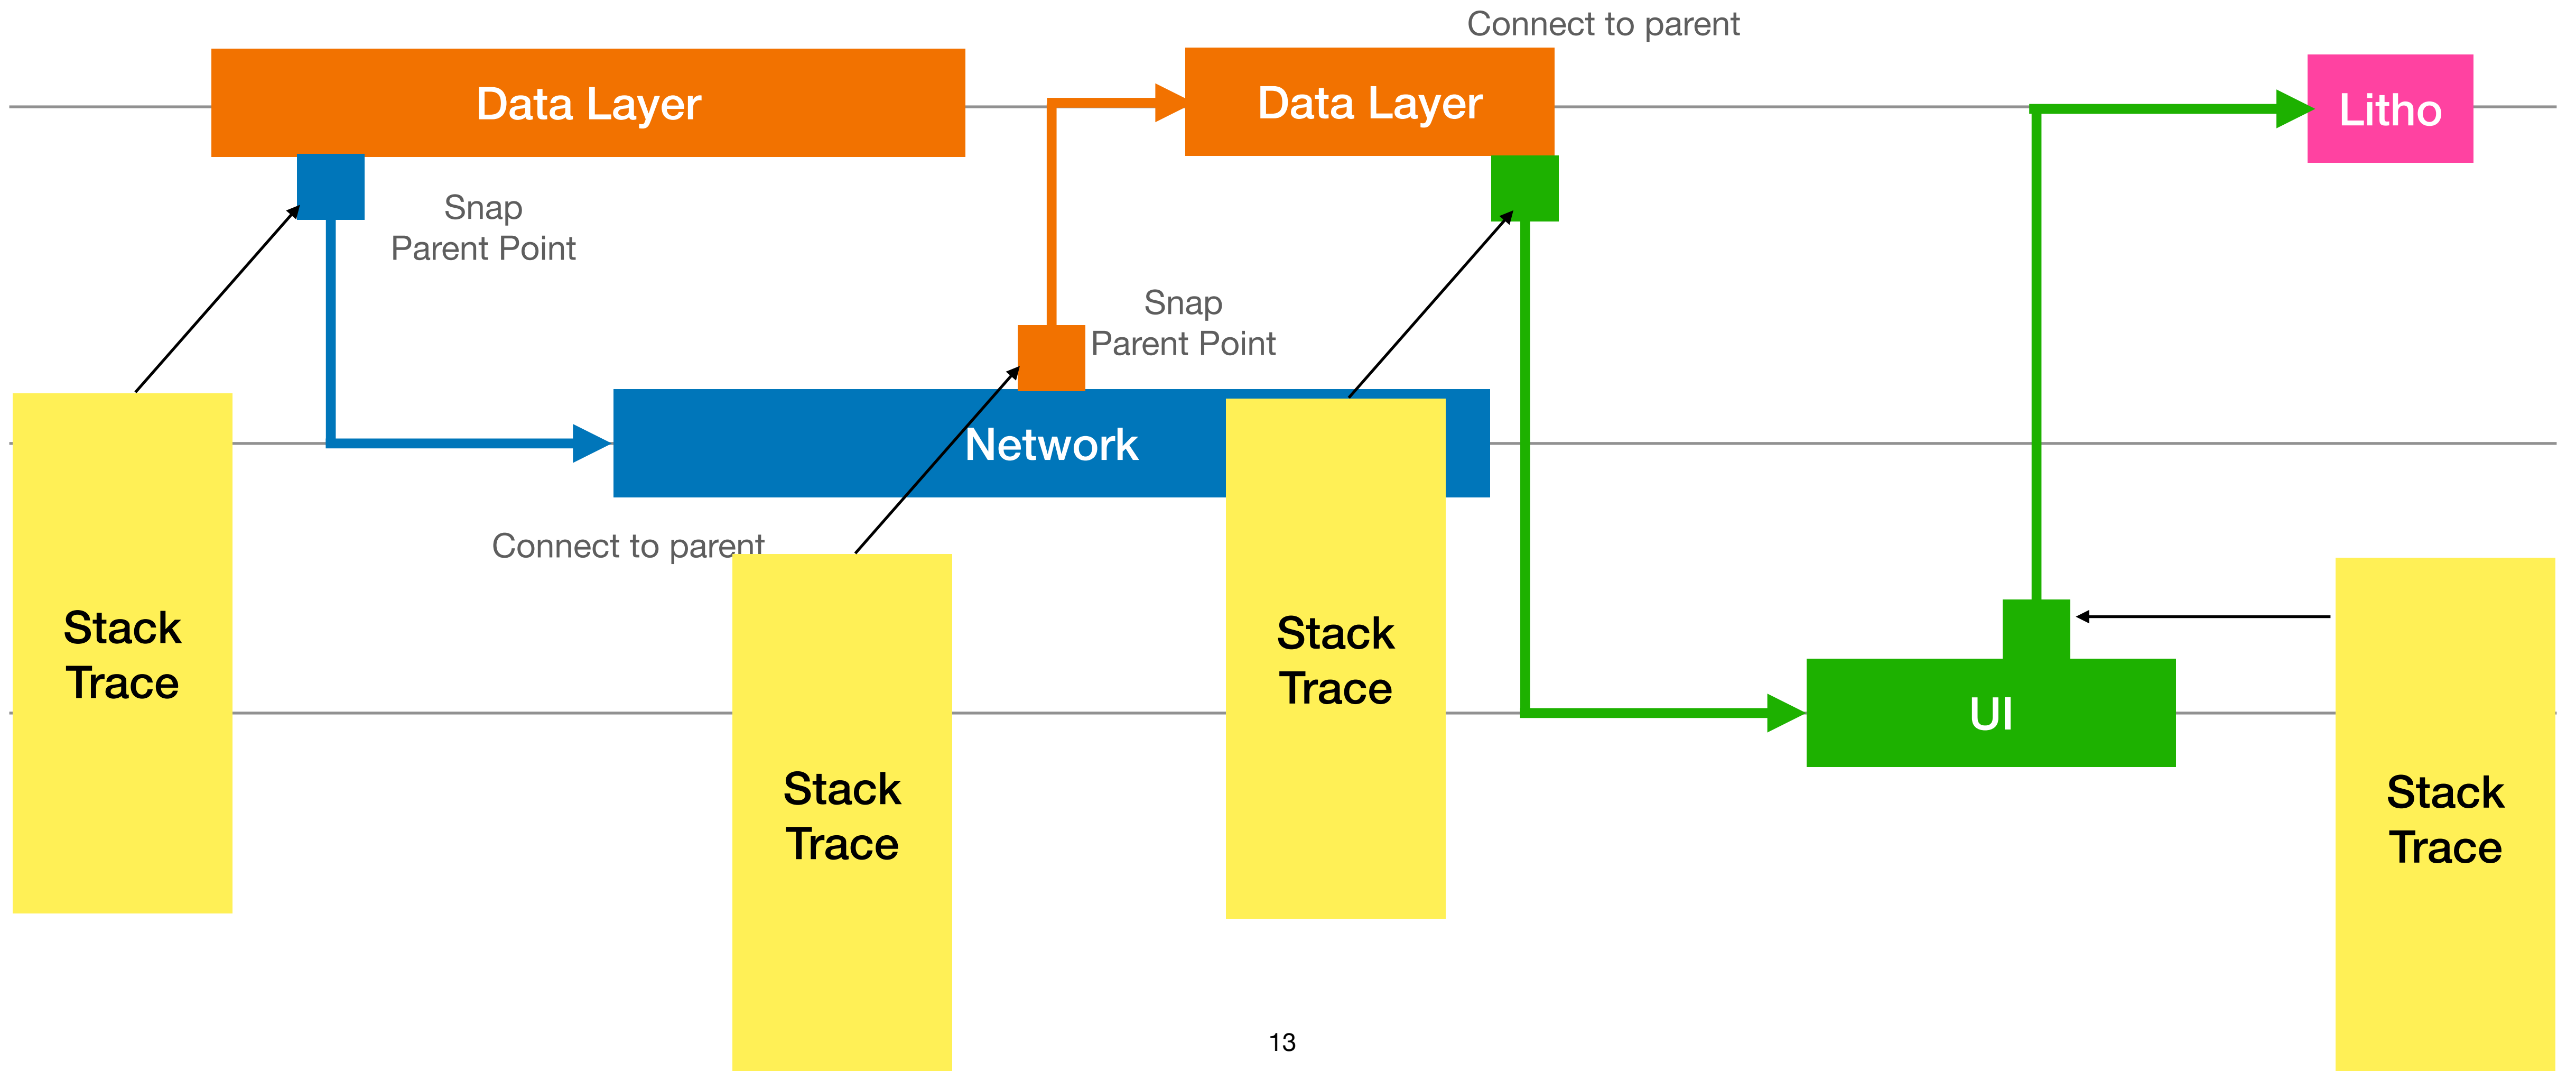 Connect to parent
Data Layer
Data Layer
Litho
Snap
Parent Point
Snap
Parent Point
Network
Connect to parent
Stack
Trace
Stack
Trace
UI
Stack
Trace
Stack
Trace
13